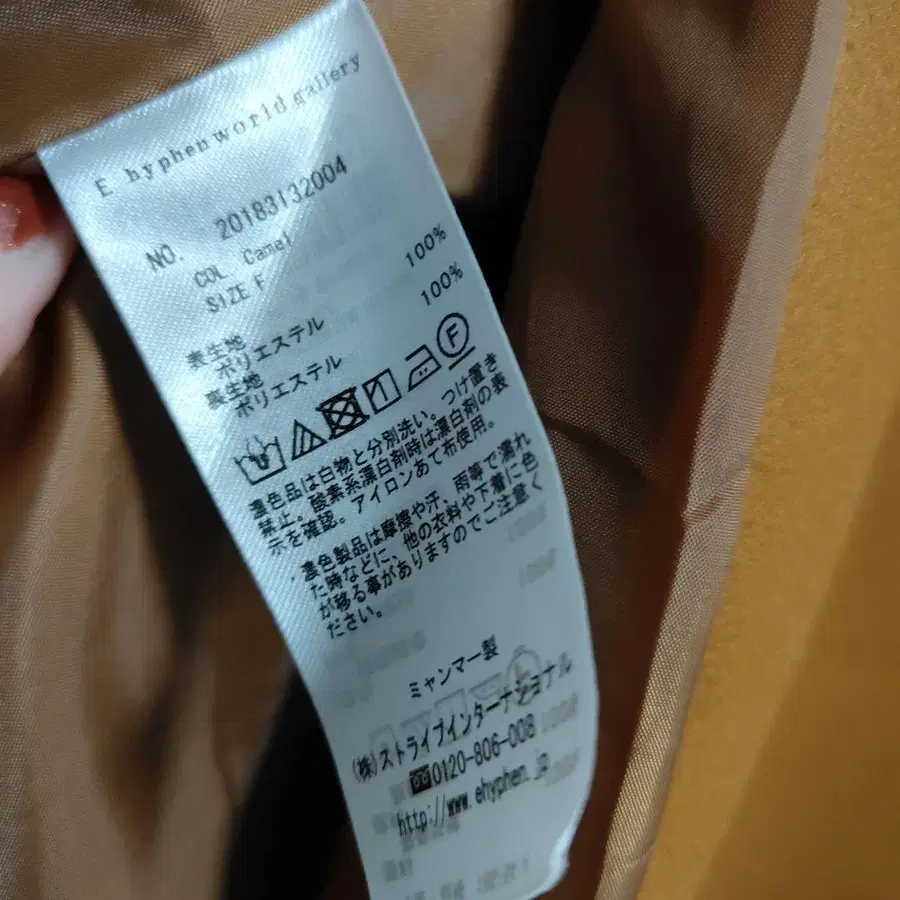 E hyphen world gallery
NO. 20183132004
COL Camel
SIZE F
表生地
ポリエステル 100%
裏生地
ポリエステル 100%
F
濃色品は白物と分別洗い。つけ置き
禁止。酸素系漂白剤時は漂白剤の表
示を確認。アイロンあて布使用。
・濃色製品は摩擦や汗、雨等で濡れ
た時などに、他の衣料や下着に色
が移る事がありますのでご注意く
ださい。
ミャンマー製
(株)ストライプインターナショナル
0120-806-008
http://www.ehyphen.jp